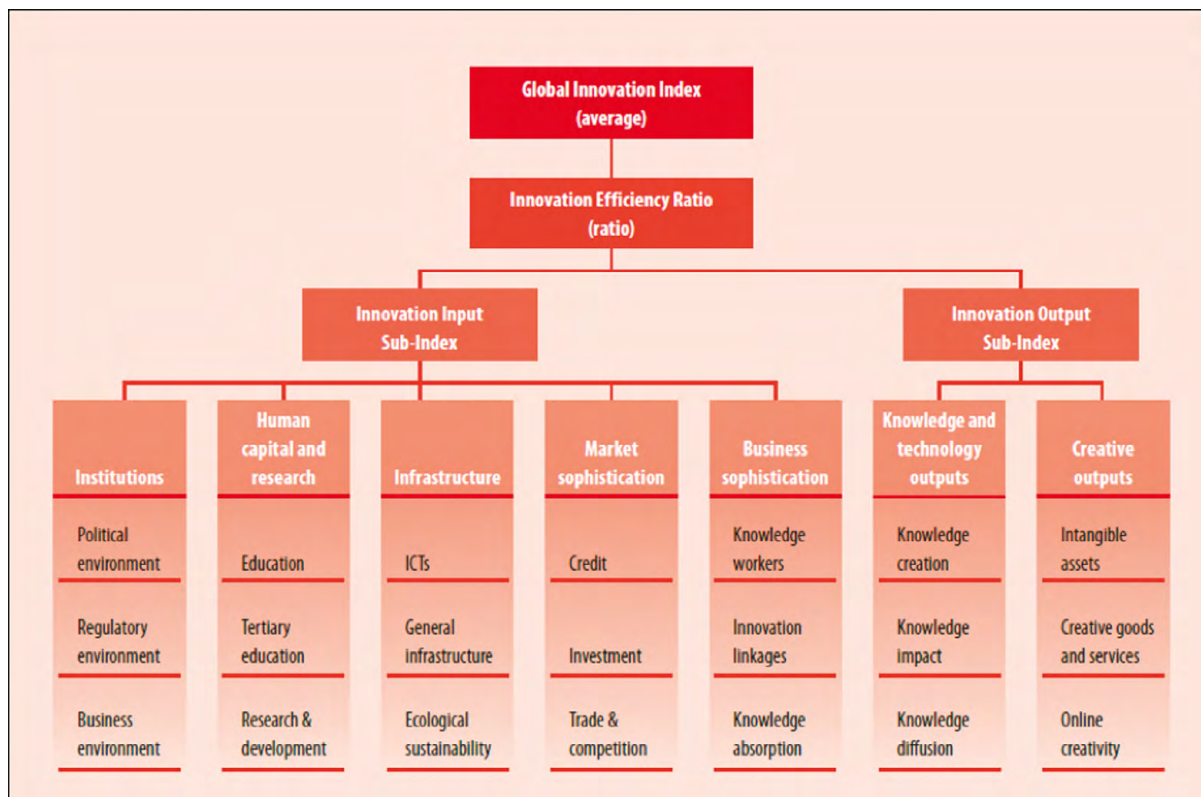 Global Innovation Index
(average)
Innovation Efficiency Ratio
(ratio)
Innovation Input
Sub-Index
Innovation Output
Sub-Index
Institutions
Human
capital and
research
Infrastructure
Market
sophistication
Business
sophistication
Knowledge and
technology
outputs
Creative
outputs
Political
environment
Education
ICTs
Credit
Knowledge
workers
Knowledge
creation
Intangible
assets
Regulatory
environment
Tertiary
education
General
infrastructure
Investment
Innovation
linkages
Knowledge
impact
Creative goods
and services
Business
environment
Research &
development
Ecological
sustainability
Trade &
competition
Knowledge
absorption
Knowledge
diffusion
Online
creativity